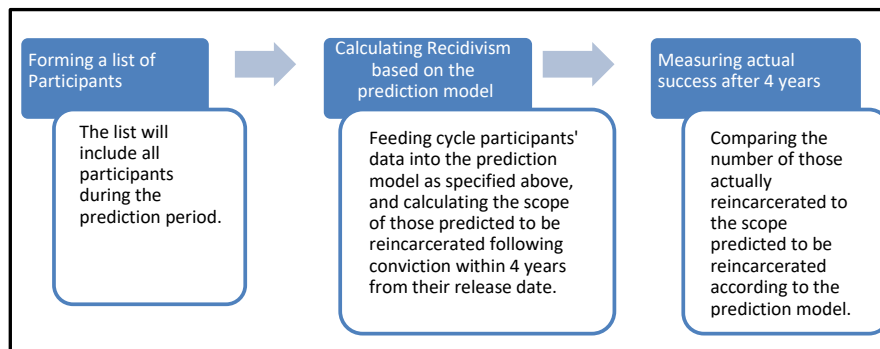 Forming a list of
Participants
The list will
include all
participants
during the
prediction period.
Calculating Recidivism
based on the
prediction model
Feeding cycle participants'
data into the prediction
model as specified above,
and calculating the scope
of those predicted to be
reincarcerated following
conviction within 4 years
from their release date.
Measuring actual
success after 4 years
Comparing the
number of those
actually
reincarcerated to
the scope
predicted to be
reincarcerated
according to the
prediction model.